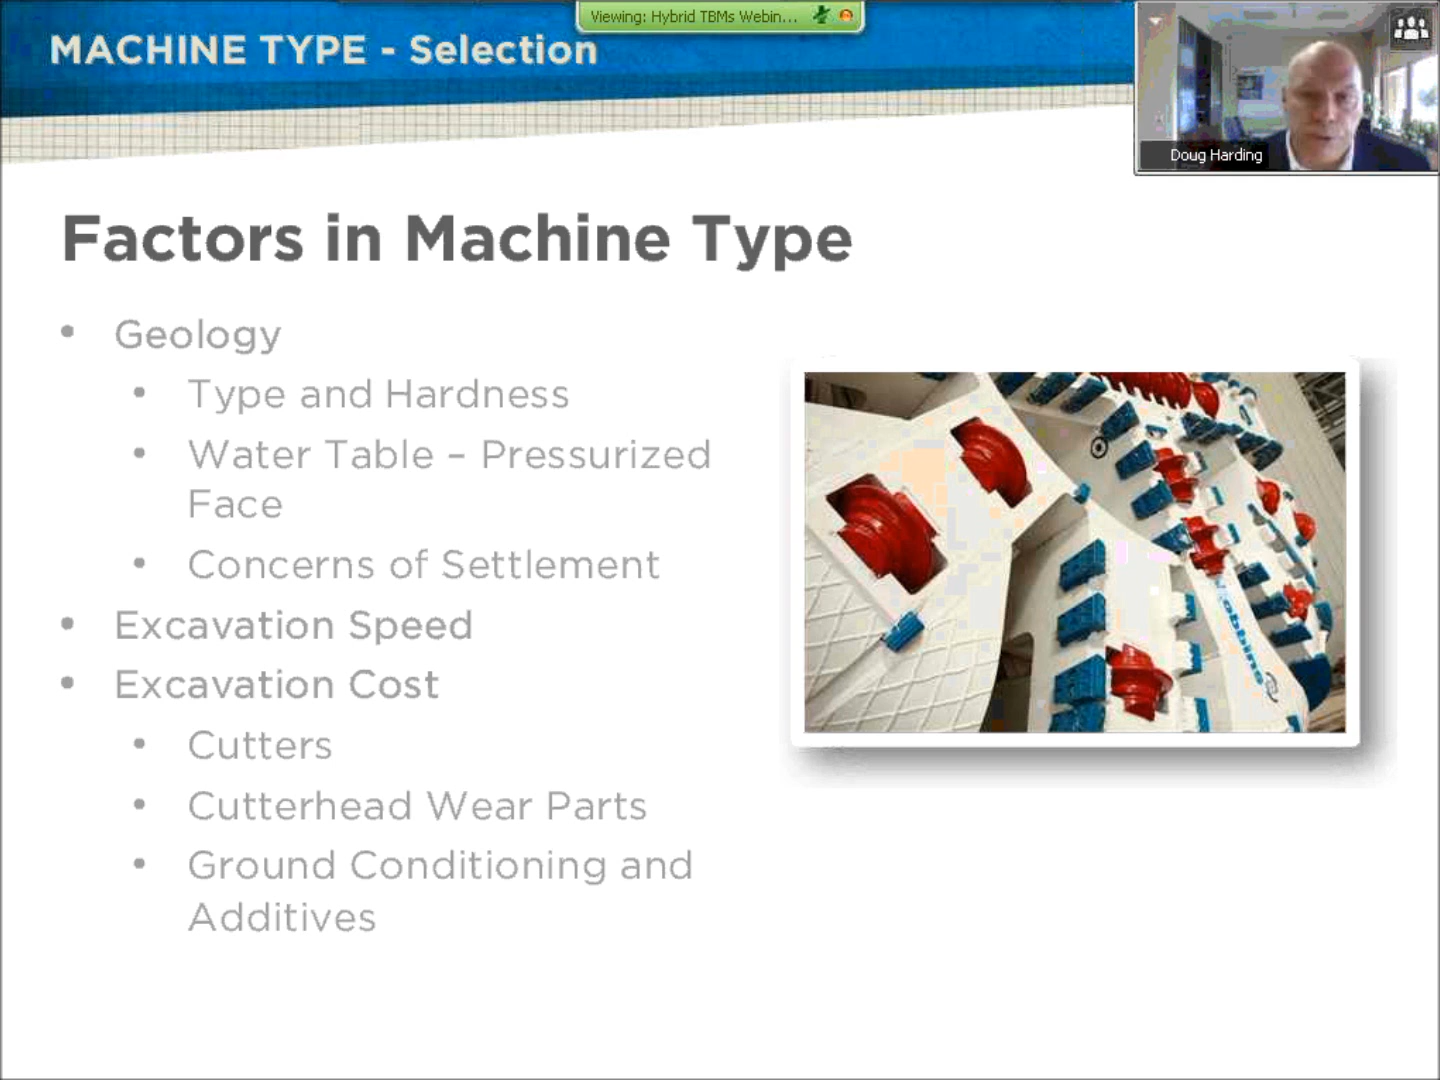 Viewing: Hybrid TBMs Webin...
MACHINE TYPE - Selection
Doug Harding
Factors in Machine Type
• Geology
• Type and Hardness
• Water Table – Pressurized
Face
• Concerns of Settlement
• Excavation Speed
• Excavation Cost
• Cutters
• Cutterhead Wear Parts
• Ground Conditioning and
Additives